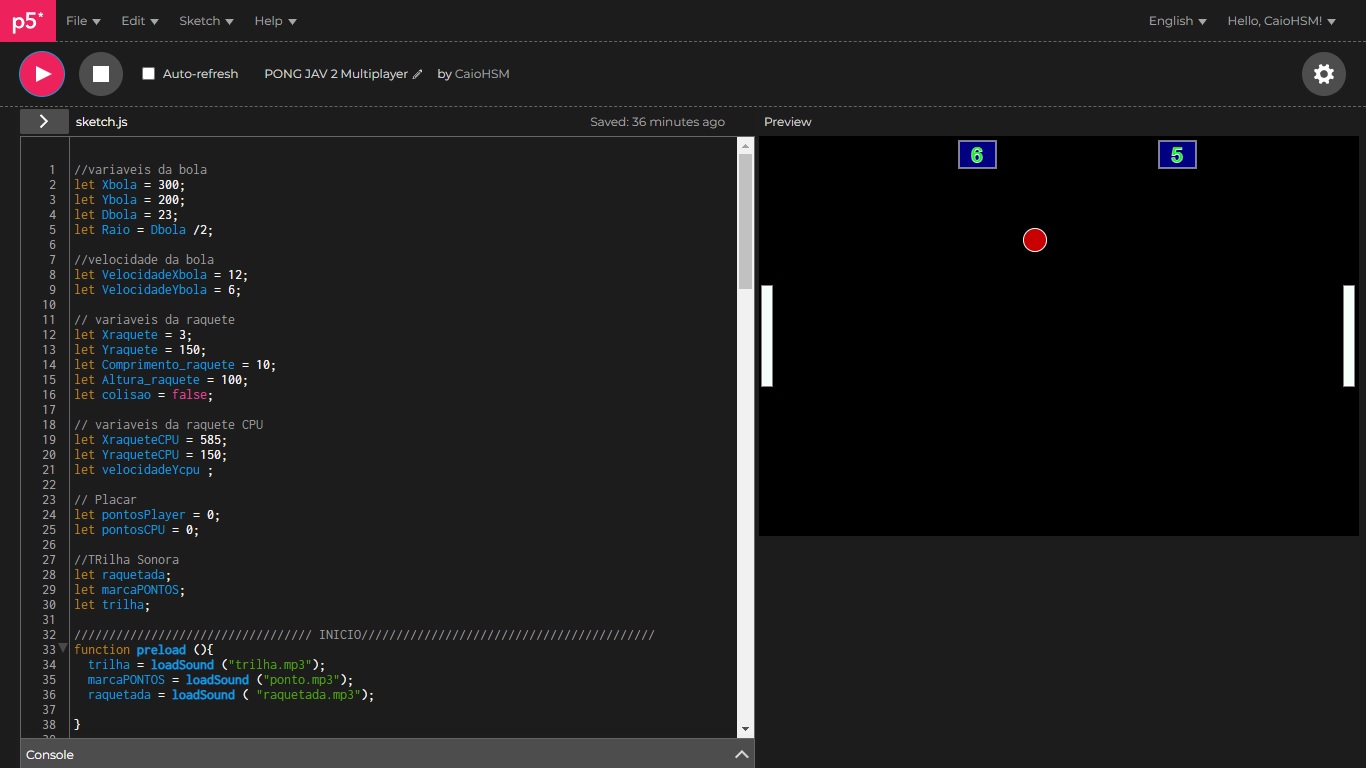 p5* File Edit Sketch Help English Hello, CaioHSM!
Auto-refresh PONG JAV 2 Multiplayer by CaioHSM
sketch.js Saved: 36 minutes ago Preview
6 5
1 //variaveis da bola
2 let Xbola = 300;
3 let Ybola = 200;
4 let Dbola = 23;
5 let Raio = Dbola /2;
6
7 //velocidade da bola
8 let VelocidadeXbola = 12;
9 let VelocidadeYbola = 6;
10
11 // variaveis da raquete
12 let Xraquete = 3;
13 let Yraquete = 150;
14 let Comprimento_raquete = 10;
15 let Altura_raquete = 100;
16 let colisao = false;
17
18 // variaveis da raquete CPU
19 let XraqueteCPU = 585;
20 let YraqueteCPU = 150;
21 let velocidadeYcpu ;
22
23 // Placar
24 let pontosPlayer = 0;
25 let pontosCPU = 0;
26
27 //TRilha Sonora
28 let raquetada;
29 let marcaPONTOS;
30 let trilha;
31
32 ////////////////////////////////// INICIO//////////////////////////////////////////
33 function preload (){
34 trilha = loadSound ("trilha.mp3");
35 marcaPONTOS = loadSound ("ponto.mp3");
36 raquetada = loadSound ( "raquetada.mp3");
37
38 }
Console